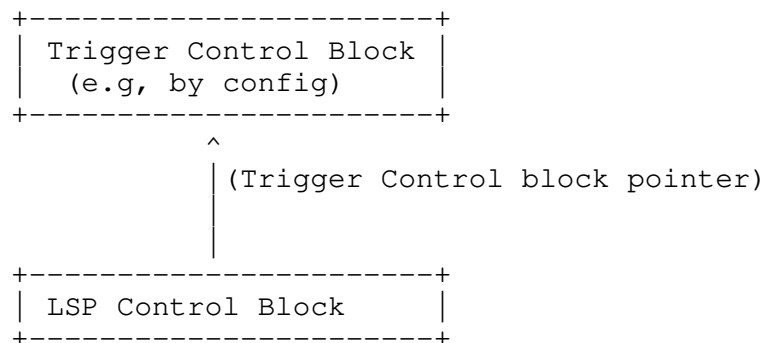 Trigger Control Block
(e.g, by config)
(Trigger Control block pointer)
LSP Control Block